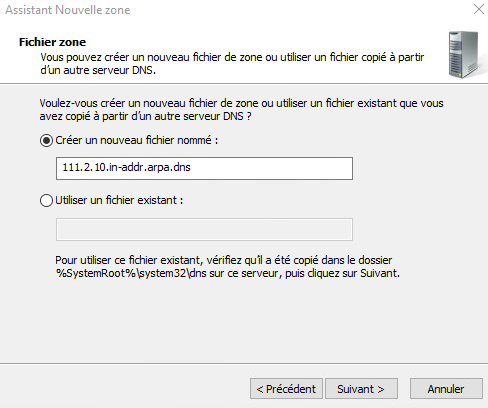 Assistant Nouvelle zone
Fichier zone
Vous pouvez créer un nouveau fichier de zone ou utiliser un fichier copié à partir
d'un autre serveur DNS.
Voulez-vous créer un nouveau fichier de zone ou utiliser un fichier existant que vous
avez copié à partir d'un autre serveur DNS ?
Créer un nouveau fichier nommé :
111.2.10.in-addr.arpa.dns
Utiliser un fichier existant :
Pour utiliser ce fichier existant, vérifiez qu'il a été copié dans le dossier
%SystemRoot%\system32\dns sur ce serveur, puis cliquez sur Suivant.
< Précédent
Suivant >
Annuler